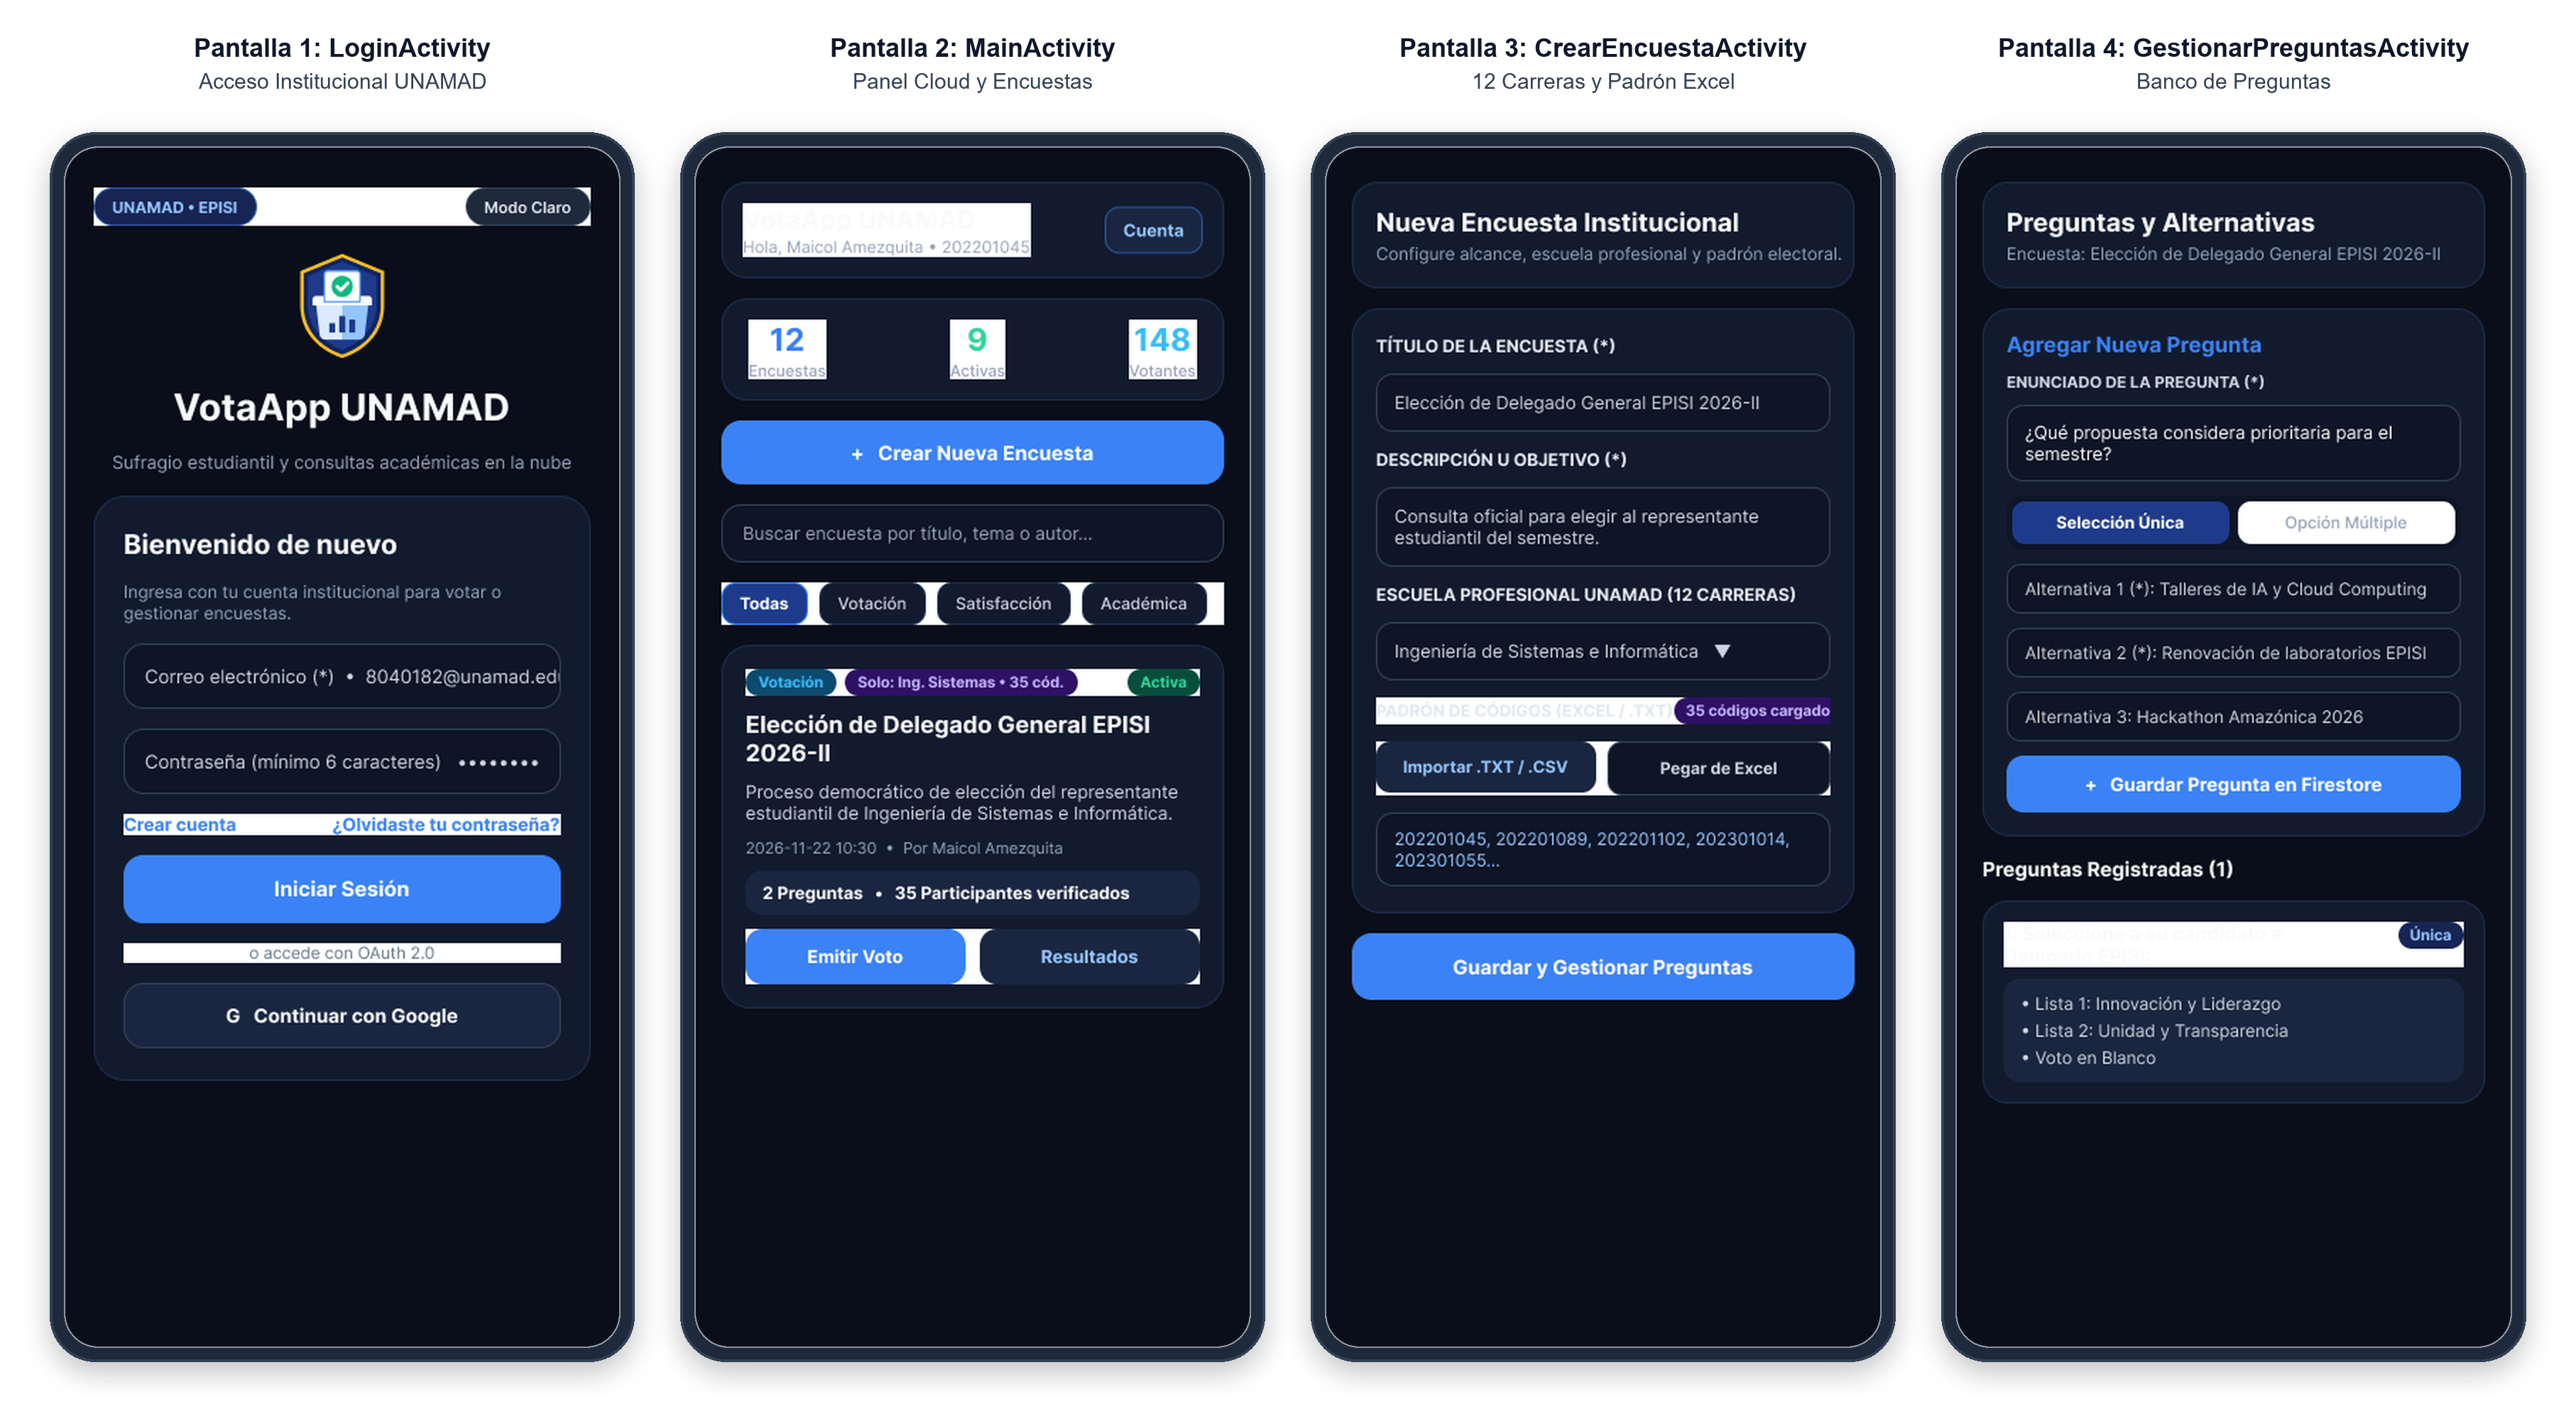 Pantalla 1: LoginActivity
Acceso Institucional UNAMAD
UNAMAD • EPISI
Modo Claro
VotaApp UNAMAD
Sufragio estudiantil y consultas académicas en la nube
Bienvenido de nuevo
Ingresa con tu cuenta institucional para votar o
gestionar encuestas.
Correo electrónico (*) • 8040182@unamad.edu
Contraseña (mínimo 6 caracteres) ••••••••
Crear cuenta
¿Olvidaste tu contraseña?
Iniciar Sesión
o accede con OAuth 2.0
G Continuar con Google
Pantalla 2: MainActivity
Panel Cloud y Encuestas
VotaApp UNAMAD
Hola, Maicol Amezquita • 202201045
Cuenta
12
Encuestas
9
Activas
148
Votantes
+ Crear Nueva Encuesta
Buscar encuesta por título, tema o autor...
Todas
Votación
Satisfacción
Académica
Votación
Solo: Ing. Sistemas • 35 cód.
Activa
Elección de Delegado General EPISI
2026-II
Proceso democrático de elección del representante
estudiantil de Ingeniería de Sistemas e Informática.
2026-11-22 10:30 • Por Maicol Amezquita
2 Preguntas • 35 Participantes verificados
Emitir Voto
Resultados
Pantalla 3: CrearEncuestaActivity
12 Carreras y Padrón Excel
Nueva Encuesta Institucional
Configure alcance, escuela profesional y padrón electoral.
TÍTULO DE LA ENCUESTA (*)
Elección de Delegado General EPISI 2026-II
DESCRIPCIÓN U OBJETIVO (*)
Consulta oficial para elegir al representante
estudiantil del semestre.
ESCUELA PROFESIONAL UNAMAD (12 CARRERAS)
Ingeniería de Sistemas e Informática ▼
PADRÓN DE CÓDIGOS (EXCEL / .TXT)
35 códigos cargado
Importar .TXT / .CSV
Pegar de Excel
202201045, 202201089, 202201102, 202301014,
202301055...
Guardar y Gestionar Preguntas
Pantalla 4: GestionarPreguntasActivity
Banco de Preguntas
Preguntas y Alternativas
Encuesta: Elección de Delegado General EPISI 2026-II
Agregar Nueva Pregunta
ENUNCIADO DE LA PREGUNTA (*)
¿Qué propuesta considera prioritaria para el
semestre?
Selección Única
Opción Múltiple
Alternativa 1 (*): Talleres de IA y Cloud Computing
Alternativa 2 (*): Renovación de laboratorios EPISI
Alternativa 3: Hackathon Amazónica 2026
+ Guardar Pregunta en Firestore
Preguntas Registradas (1)
Seleccione a su candidato a
Delegado EPISI:
Única
• Lista 1: Innovación y Liderazgo
• Lista 2: Unidad y Transparencia
• Voto en Blanco